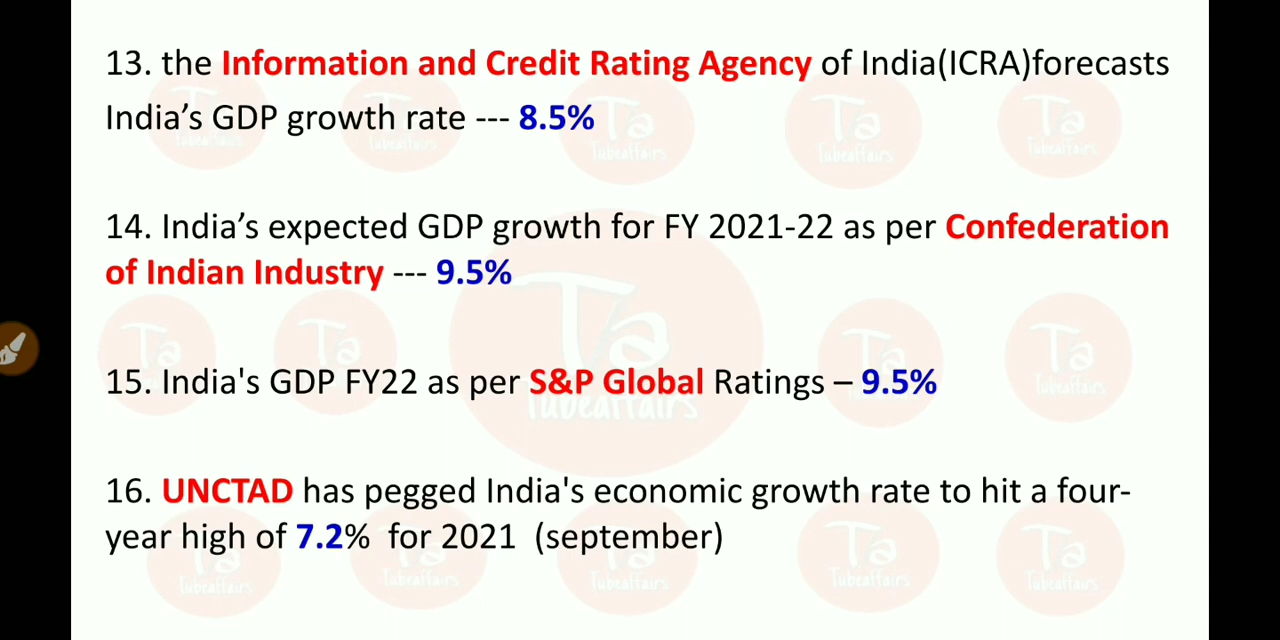 13. the Information and Credit Rating Agency of India(ICRA)forecasts
India’s GDP growth rate --- 8.5%
14. India’s expected GDP growth for FY 2021-22 as per Confederation
of Indian Industry --- 9.5%
15. India's GDP FY22 as per S&P Global Ratings – 9.5%
16. UNCTAD has pegged India's economic growth rate to hit a four-
year high of 7.2% for 2021 (september)
Ta
Tubeaffairs